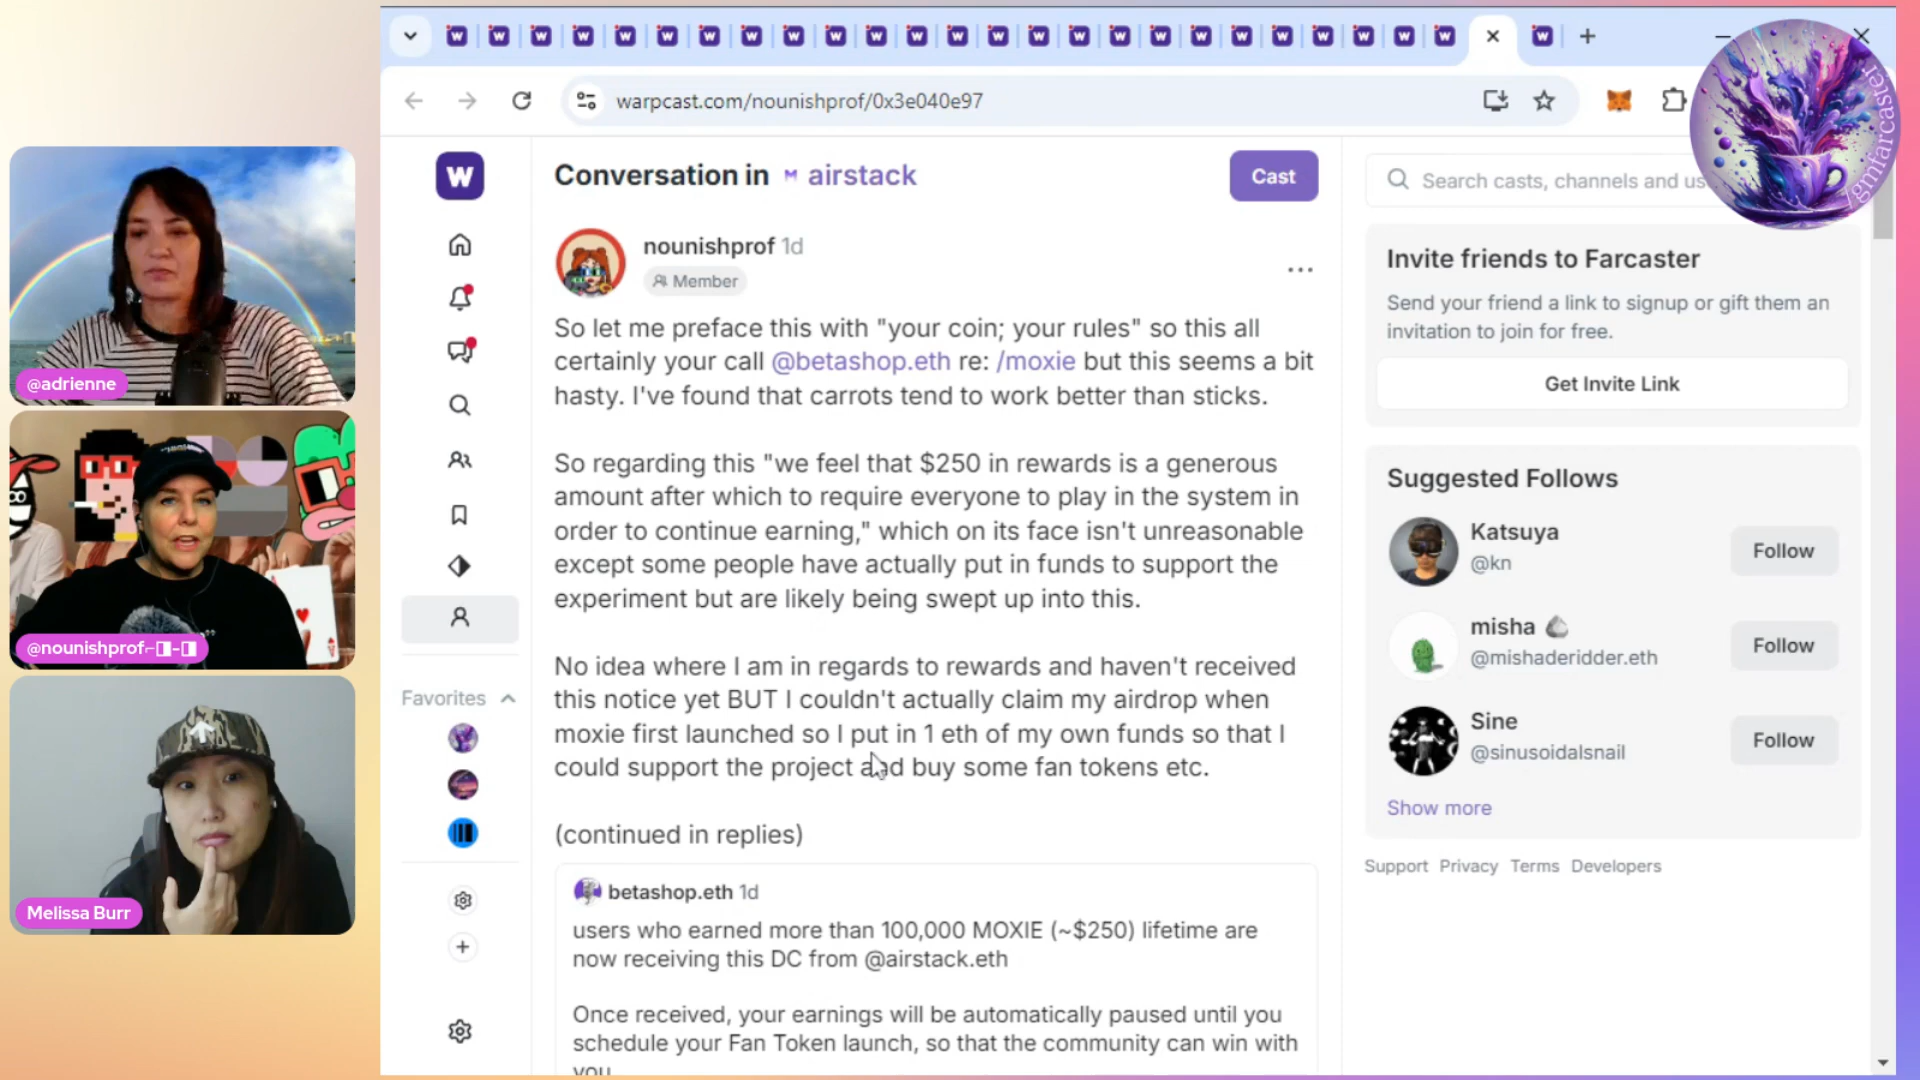 warpcast.com/nounishprof/0x3e040e97
/gmfarcaster
Conversation in airstack
Cast
nounishprof 1d
Member
So let me preface this with "your coin; your rules" so this all
certainly your call @betashop.eth re: /moxie but this seems a bit
hasty. I've found that carrots tend to work better than sticks.
So regarding this "we feel that $250 in rewards is a generous
amount after which to require everyone to play in the system in
order to continue earning," which on its face isn't unreasonable
except some people have actually put in funds to support the
experiment but are likely being swept up into this.
No idea where I am in regards to rewards and haven't received
this notice yet BUT I couldn't actually claim my airdrop when
moxie first launched so I put in 1 eth of my own funds so that I
could support the project and buy some fan tokens etc.
(continued in replies)
betashop.eth 1d
users who earned more than 100,000 MOXIE (~$250) lifetime are
now receiving this DC from @airstack.eth
Once received, your earnings will be automatically paused until you
schedule your Fan Token launch, so that the community can win with
you
Favorites
Search casts, channels and us
Invite friends to Farcaster
Send your friend a link to signup or gift them an
invitation to join for free.
Get Invite Link
Suggested Follows
Katsuya
@kn
Follow
misha
@mishaderidder.eth
Follow
Sine
@sinusoidalsnail
Follow
Show more
Support Privacy Terms Developers
@adrienne
@nounishprof
Melissa Burr